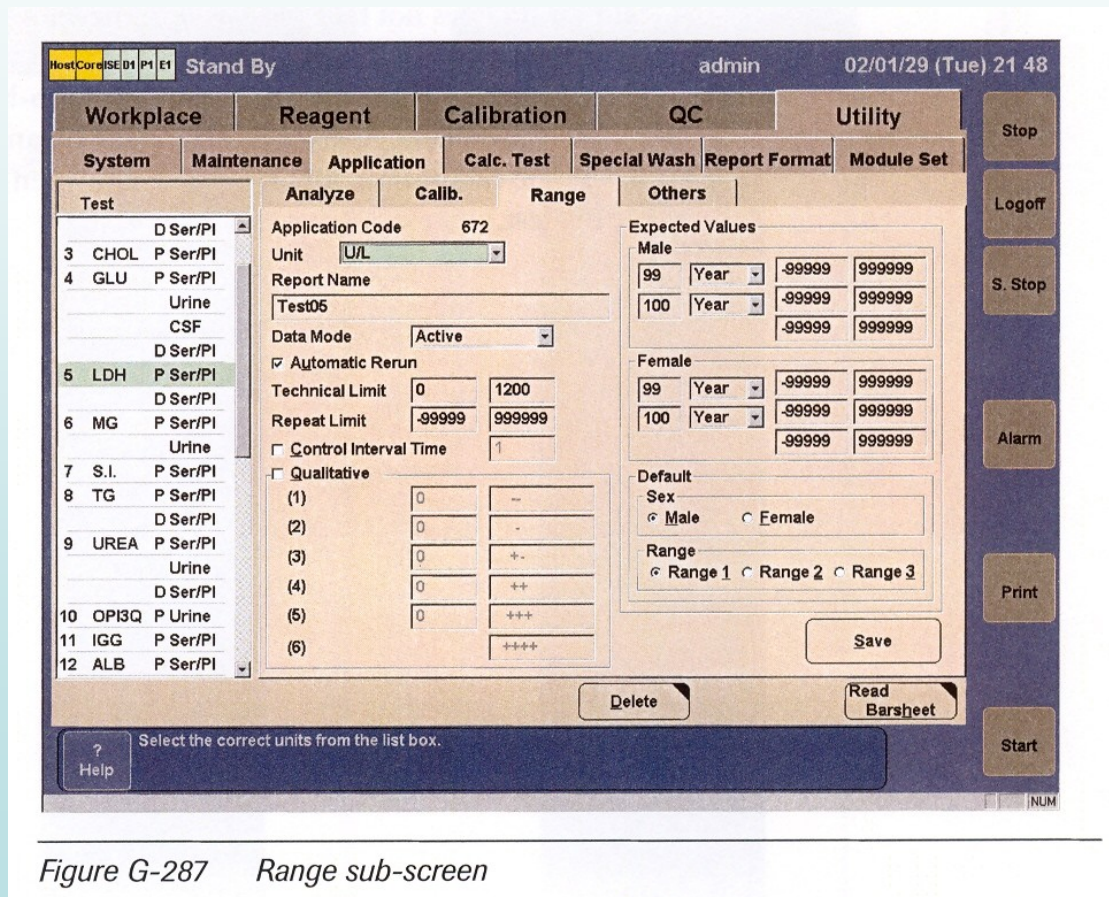 Host Core ISE D1 P1 E1 Stand By admin 02/01/29 (Tue) 21 48
Workplace Reagent Calibration QC Utility
System Maintenance Application Calc. Test Special Wash Report Format Module Set
Analyze Calib. Range Others
Test
D Ser/Pl
3 CHOL P Ser/Pl
4 GLU P Ser/Pl
Urine
CSF
D Ser/Pl
5 LDH P Ser/Pl
D Ser/Pl
6 MG P Ser/Pl
Urine
7 S.I. P Ser/Pl
8 TG P Ser/Pl
D Ser/Pl
9 UREA P Ser/Pl
Urine
D Ser/Pl
10 OPI3Q P Urine
11 IGG P Ser/Pl
12 ALB P Ser/Pl
Application Code 672
Unit U/L
Report Name
Test05
Data Mode Active
Automatic Rerun
Technical Limit 0 1200
Repeat Limit -99999 999999
Control Interval Time 1
Qualitative
(1) 0 --
(2) 0 -
(3) 0 +-
(4) 0 ++
(5) 0 +++
(6) ++++
Expected Values
Male
99 Year -99999 999999
100 Year -99999 999999
-99999 999999
Female
99 Year -99999 999999
100 Year -99999 999999
-99999 999999
Default
Sex
Male Female
Range
Range 1 Range 2 Range 3
Save
Delete
Read
Barsheet
?
Help
Select the correct units from the list box.
Stop
Logoff
S. Stop
Alarm
Print
Start
NUM
Figure G-287 Range sub-screen